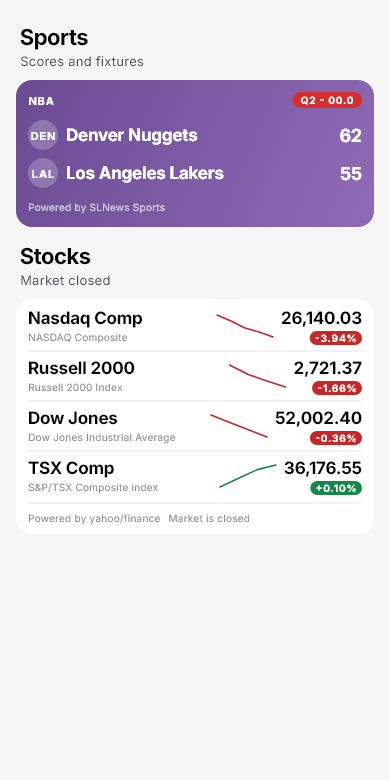 Sports
Scores and fixtures
NBA
Q2 - 00.0
DEN Denver Nuggets 62
LAL Los Angeles Lakers 55
Powered by SLNews Sports
Stocks
Market closed
Nasdaq Comp 26,140.03
NASDAQ Composite -3.94%
Russell 2000 2,721.37
Russell 2000 Index -1.66%
Dow Jones 52,002.40
Dow Jones Industrial Average -0.36%
TSX Comp 36,176.55
S&P/TSX Composite index +0.10%
Powered by yahoo/finance Market is closed